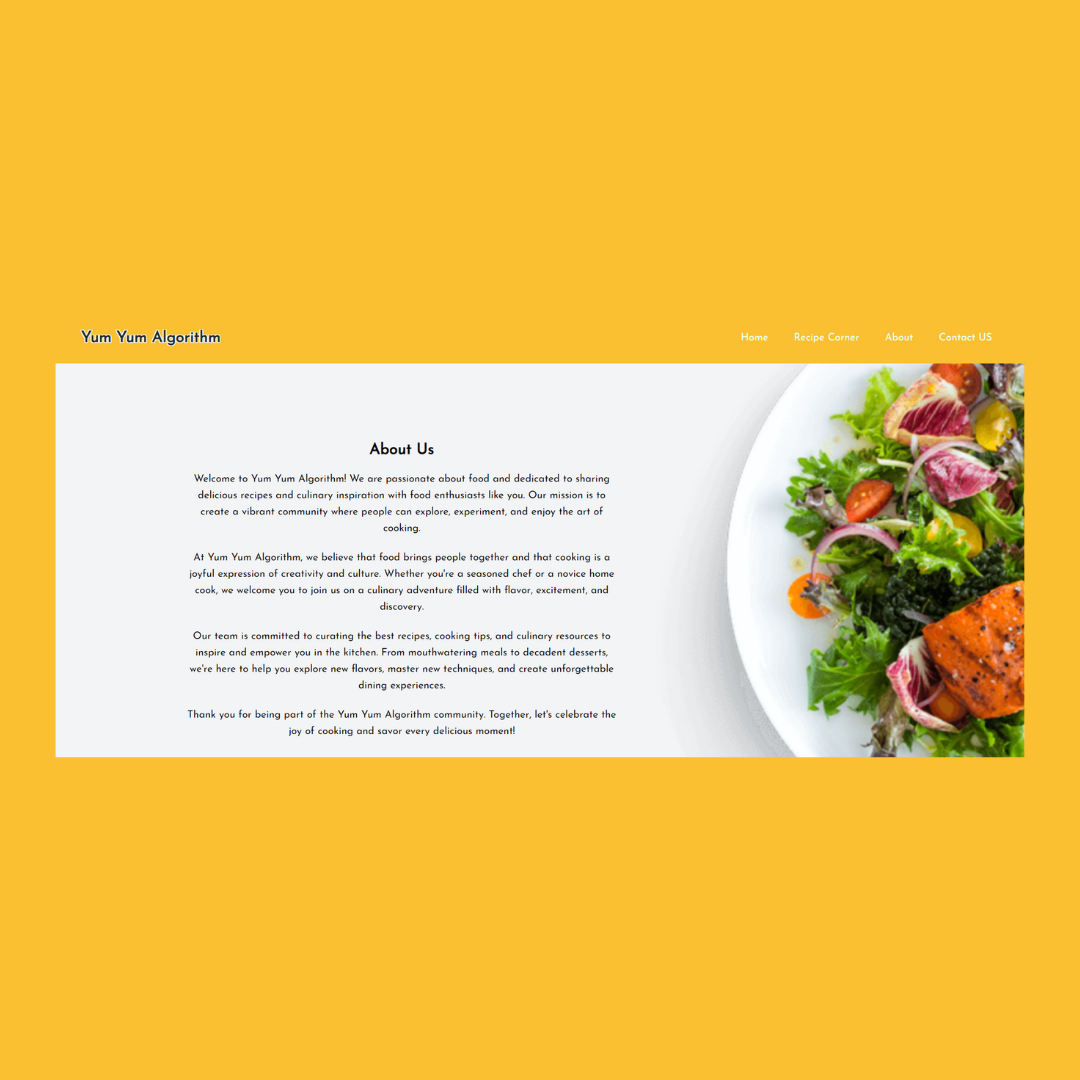 Yum Yum Algorithm
Home Recipe Corner About Contact US
About Us
Welcome to Yum Yum Algorithm! We are passionate about food and dedicated to sharing
delicious recipes and culinary inspiration with food enthusiasts like you. Our mission is to
create a vibrant community where people can explore, experiment, and enjoy the art of
cooking.
At Yum Yum Algorithm, we believe that food brings people together and that cooking is a
joyful expression of creativity and culture. Whether you're a seasoned chef or a novice home
cook, we welcome you to join us on a culinary adventure filled with flavor, excitement, and
discovery.
Our team is committed to curating the best recipes, cooking tips, and culinary resources to
inspire and empower you in the kitchen. From mouthwatering meals to decadent desserts,
we're here to help you explore new flavors, master new techniques, and create unforgettable
dining experiences.
Thank you for being part of the Yum Yum Algorithm community. Together, let's celebrate the
joy of cooking and savor every delicious moment!